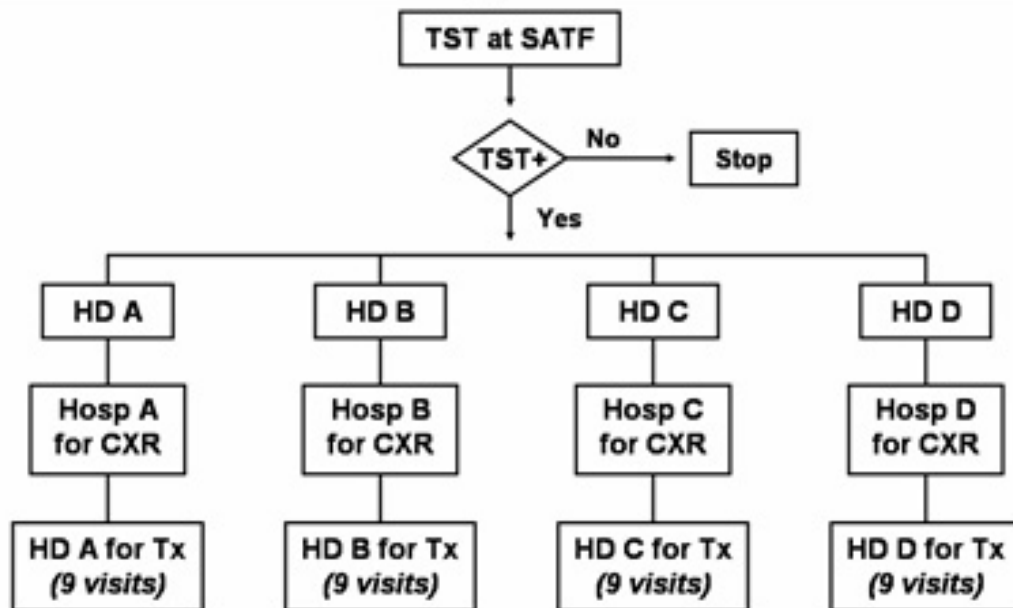 TST at SATF
TST+
No
Stop
Yes
HD A
HD B
HD C
HD D
Hosp A
for CXR
Hosp B
for CXR
Hosp C
for CXR
Hosp D
for CXR
HD A for Tx
(9 visits)
HD B for Tx
(9 visits)
HD C for Tx
(9 visits)
HD D for Tx
(9 visits)